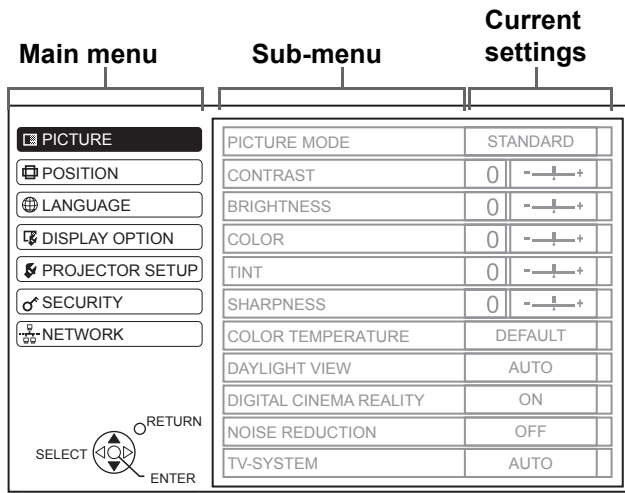 Main menu
Sub-menu
Current
settings
PICTURE
POSITION
LANGUAGE
DISPLAY OPTION
PROJECTOR SETUP
SECURITY
NETWORK
PICTURE MODE STANDARD
CONTRAST 0 - +
BRIGHTNESS 0 - +
COLOR 0 - +
TINT 0 - +
SHARPNESS 0 - +
COLOR TEMPERATURE DEFAULT
DAYLIGHT VIEW AUTO
DIGITAL CINEMA REALITY ON
NOISE REDUCTION OFF
TV-SYSTEM AUTO
RETURN
SELECT
ENTER